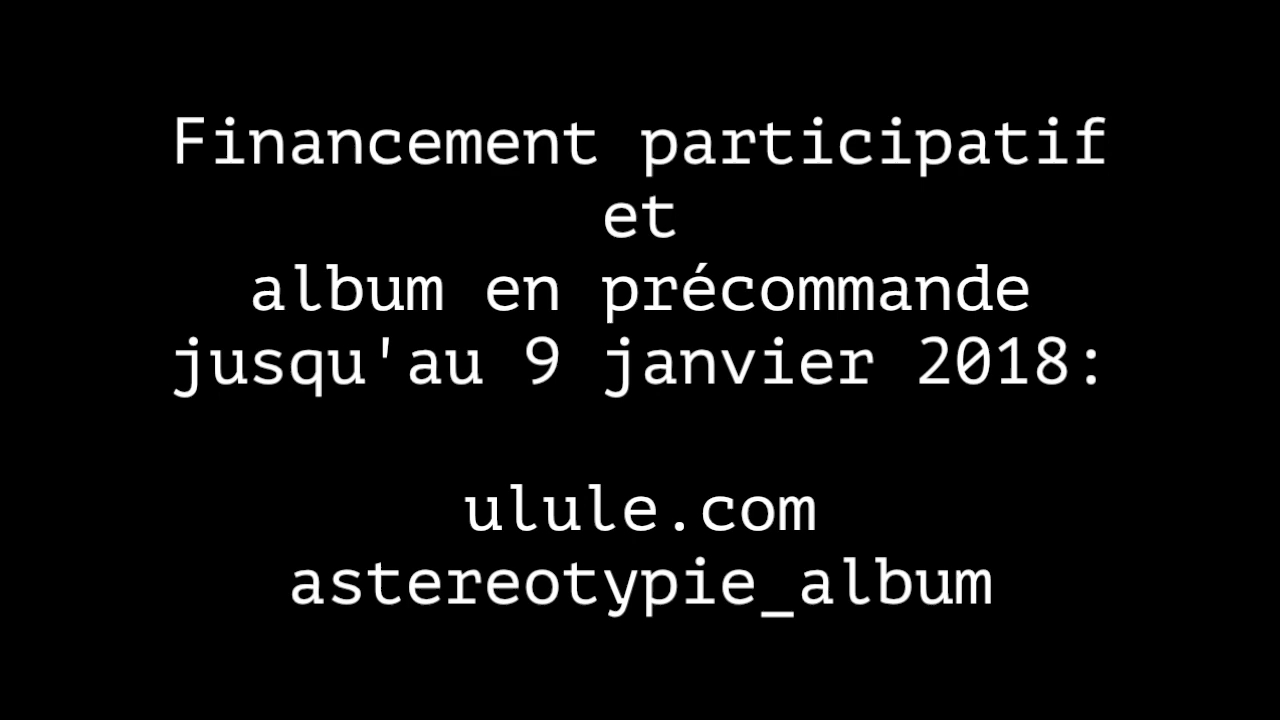 Financement participatif
et
album en précommande
jusqu'au 9 janvier 2018:
ulule.com
astereotypie_album